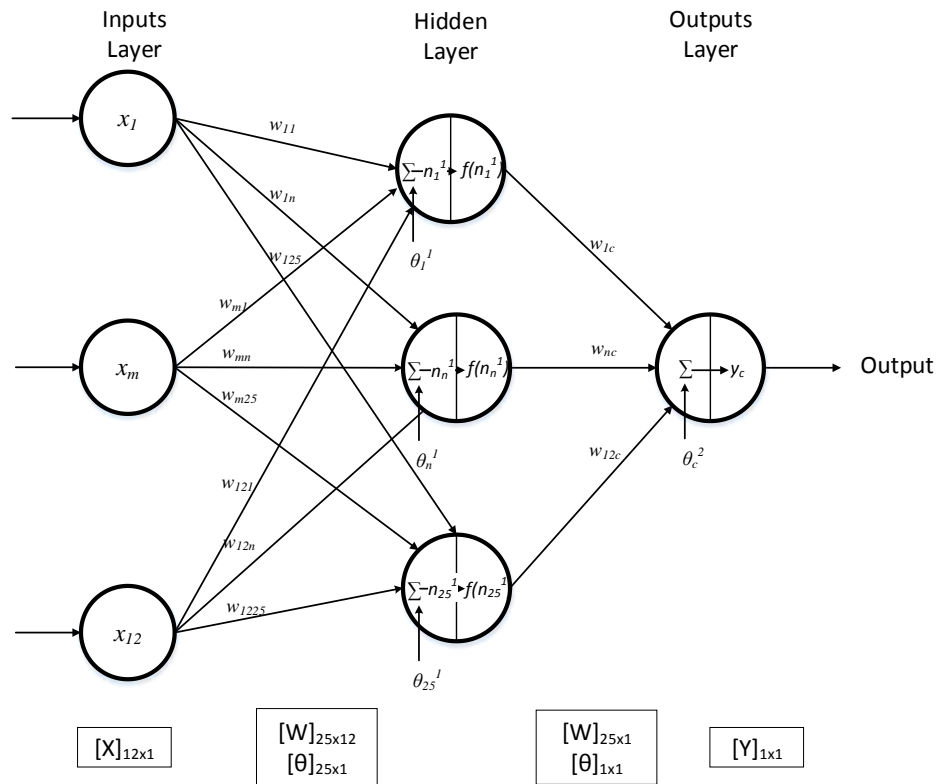 Inputs
Layer
Hidden
Layer
Outputs
Layer
x₁
w₁₁
∑ n₁¹ f(n₁¹)
w₁ₙ
θ₁¹
w₁c
w₁₂₅
wₘ₁
xₘ
wₘₙ
∑ nₙ¹ f(nₙ¹)
wₙc
∑ yc
Output
wₘ₂₅
θₙ¹
θc²
w₁₂c
w₁₂₁
w₁₂ₙ
∑ n₂₅¹ f(n₂₅¹)
w₁₂₂₅
x₁₂
θ₂₅¹
[X]₁₂ₓ₁
[W]₂₅ₓ₁₂
[θ]₂₅ₓ₁
[W]₂₅ₓ₁
[θ]₁ₓ₁
[Y]₁ₓ₁